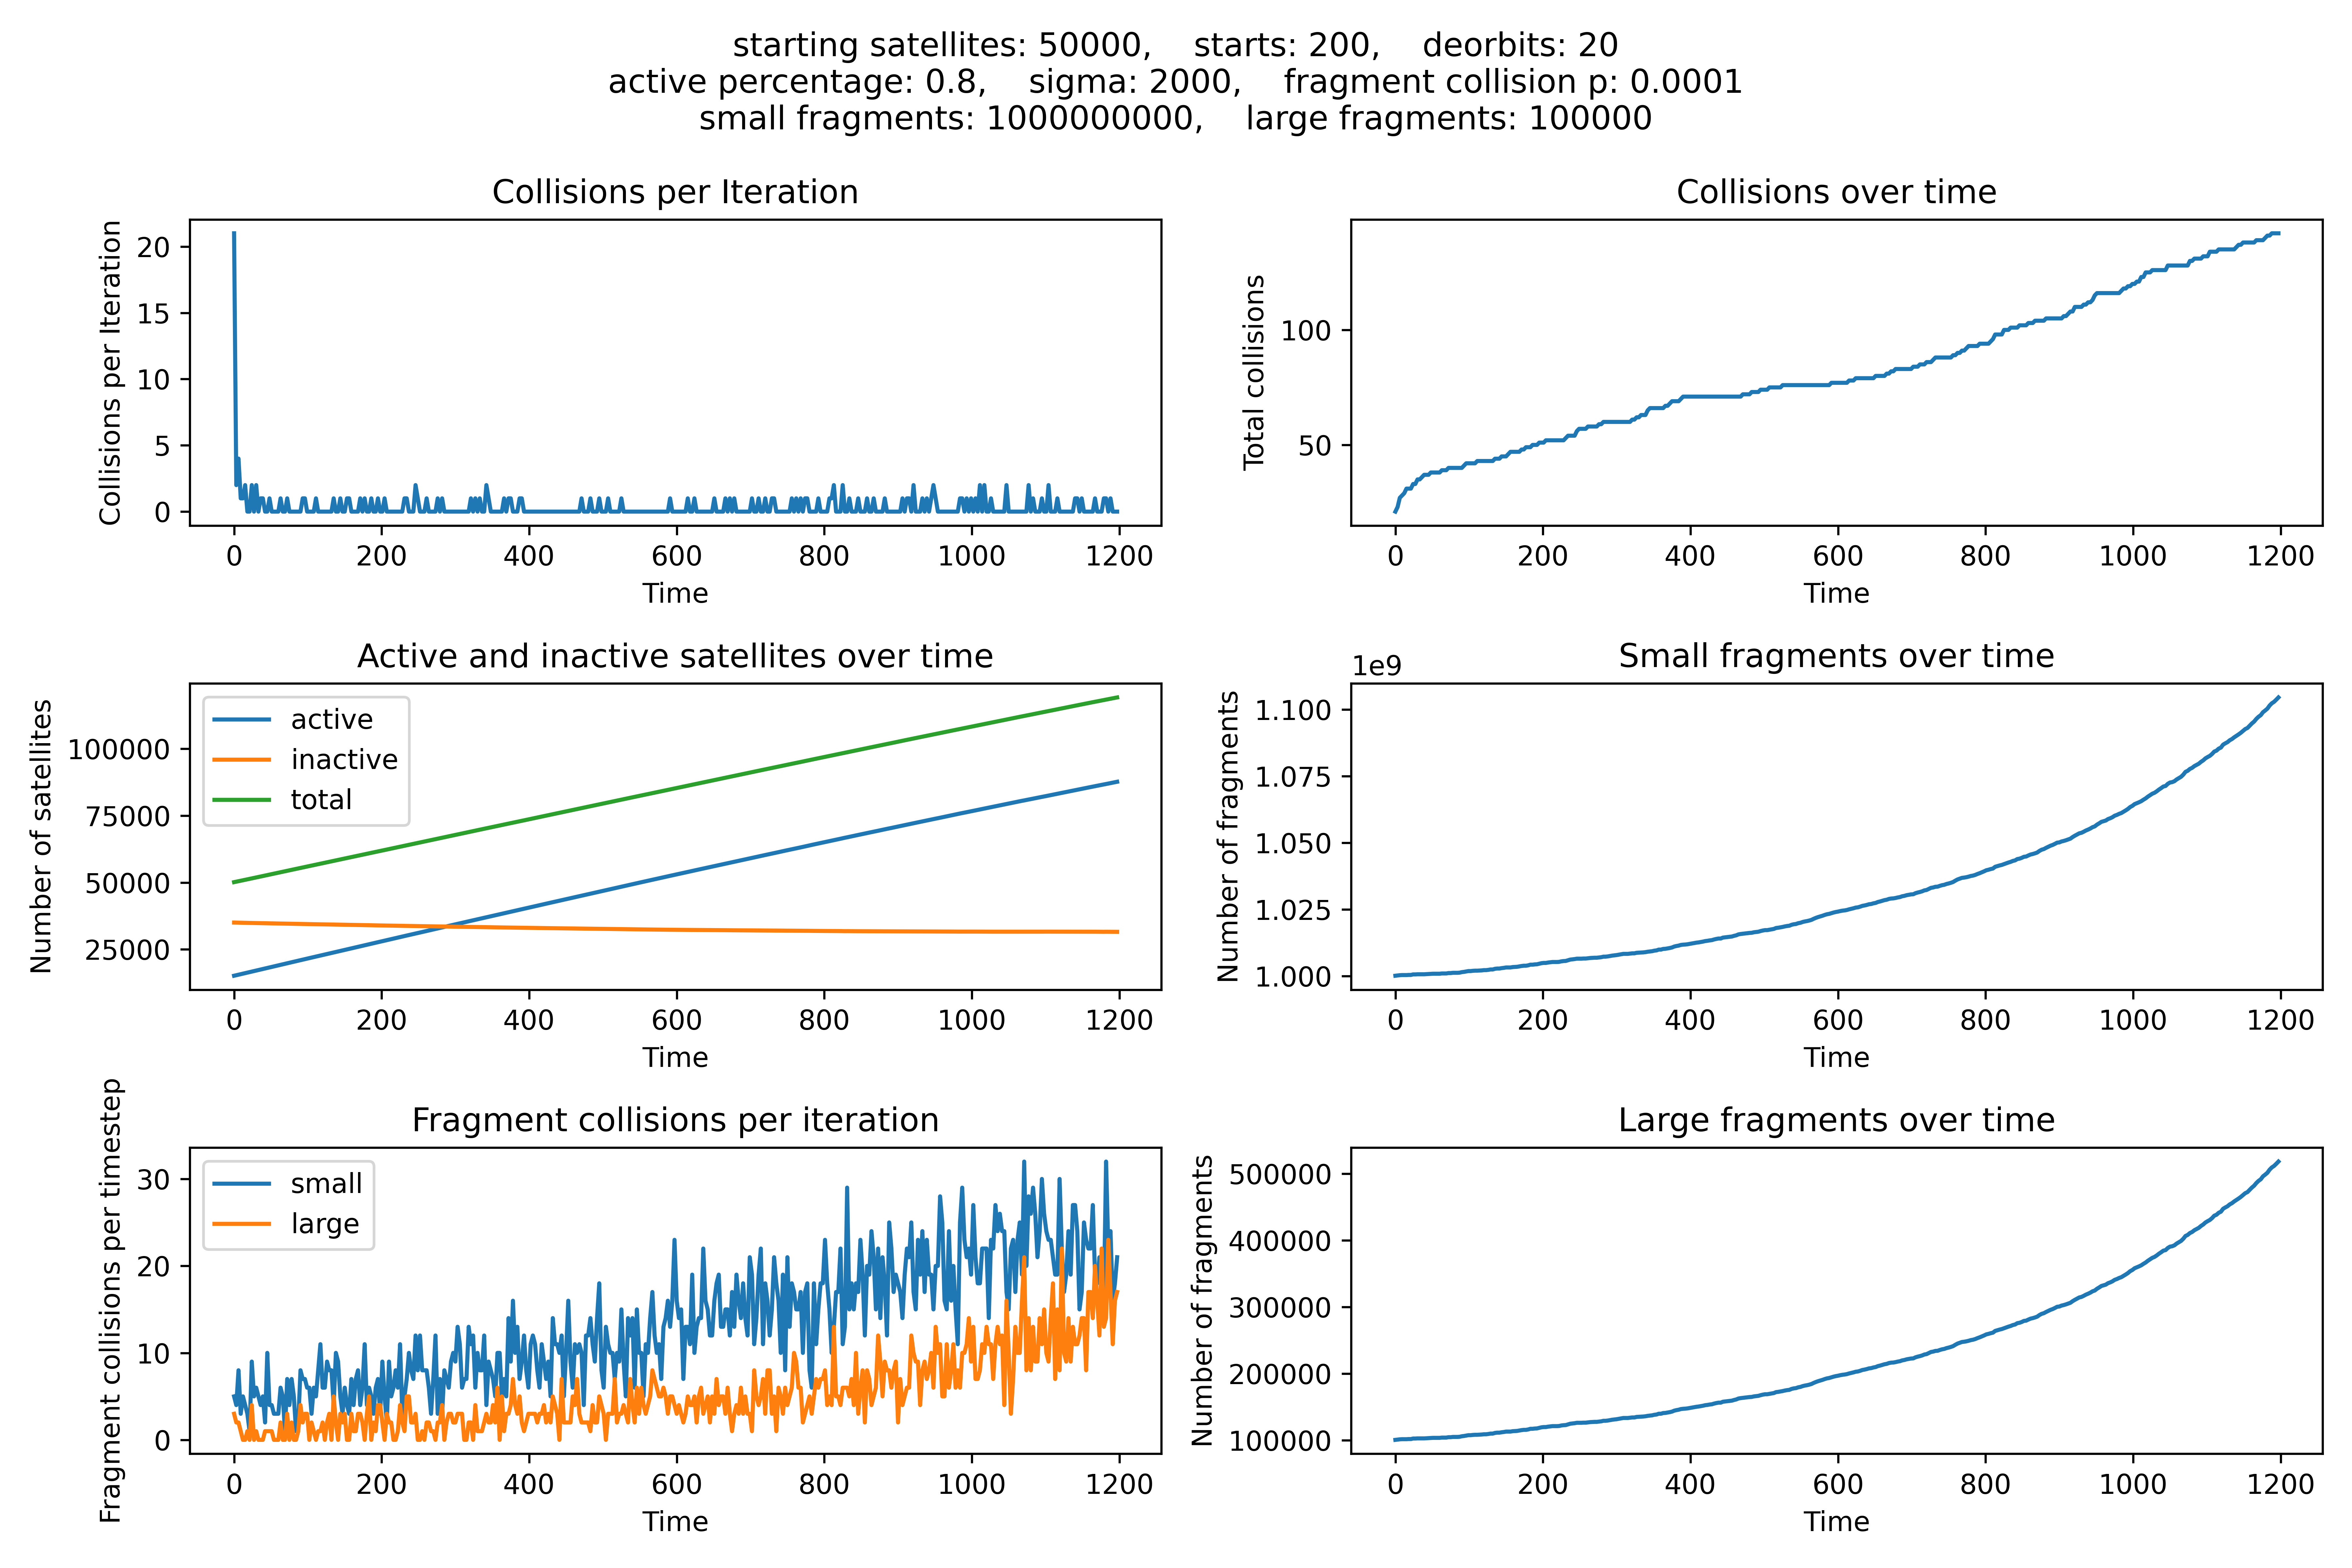 starting satellites: 50000,    starts: 200,    deorbits: 20
active percentage: 0.8,    sigma: 2000,    fragment collision p: 0.0001
small fragments: 1000000000,    large fragments: 100000
Collisions per Iteration
Collisions per Iteration
20
15
10
5
0
0 200 400 600 800 1000 1200
Time
Collisions over time
Total collisions
100
50
0 200 400 600 800 1000 1200
Time
Active and inactive satellites over time
Number of satellites
100000
75000
50000
25000
active
inactive
total
0 200 400 600 800 1000 1200
Time
Small fragments over time
1e9
Number of fragments
1.100
1.075
1.050
1.025
1.000
0 200 400 600 800 1000 1200
Time
Fragment collisions per iteration
Fragment collisions per timestep
30
20
10
0
small
large
0 200 400 600 800 1000 1200
Time
Large fragments over time
Number of fragments
500000
400000
300000
200000
100000
0 200 400 600 800 1000 1200
Time